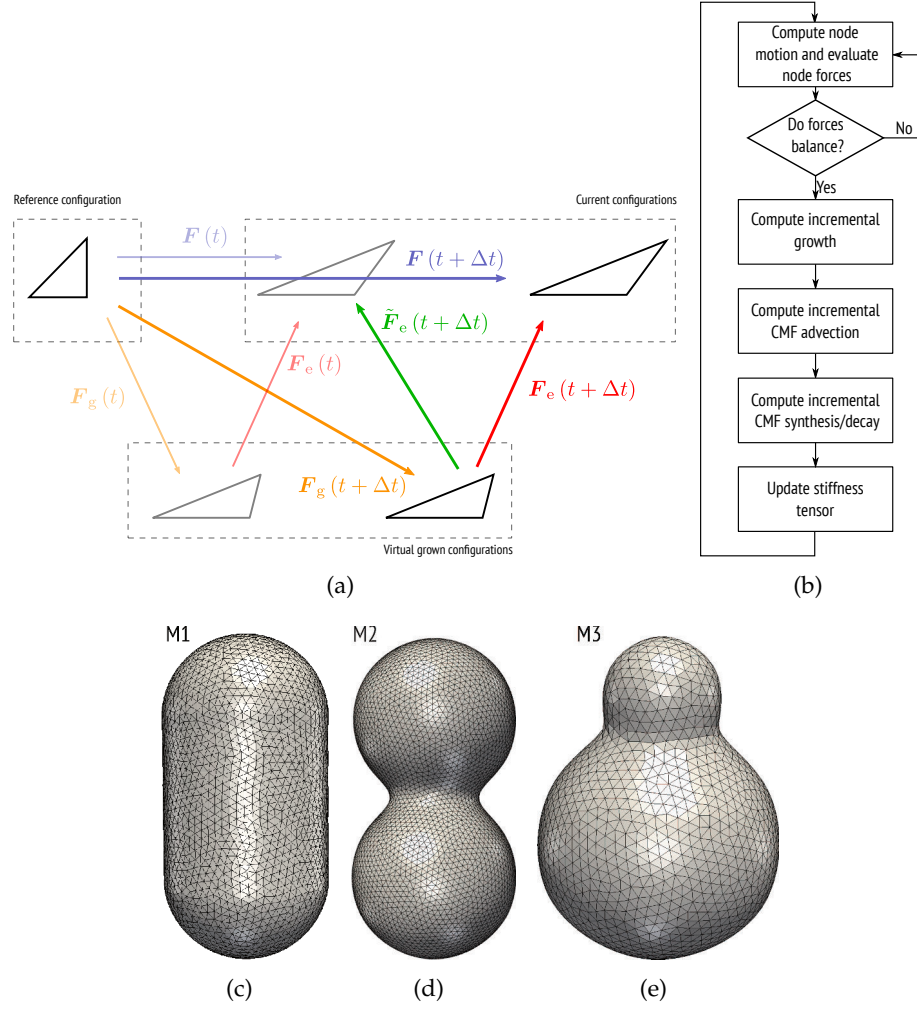 Reference configuration
Current configurations
F (t)
F (t + Δt)
F̃e (t + Δt)
Fe (t)
Fg (t)
Fe (t + Δt)
Fg (t + Δt)
Virtual grown configurations
(a)
Compute node
motion and evaluate
node forces
Do forces
balance?
No
Yes
Compute incremental
growth
Compute incremental
CMF advection
Compute incremental
CMF synthesis/decay
Update stiffness
tensor
(b)
M1
M2
M3
(c)
(d)
(e)